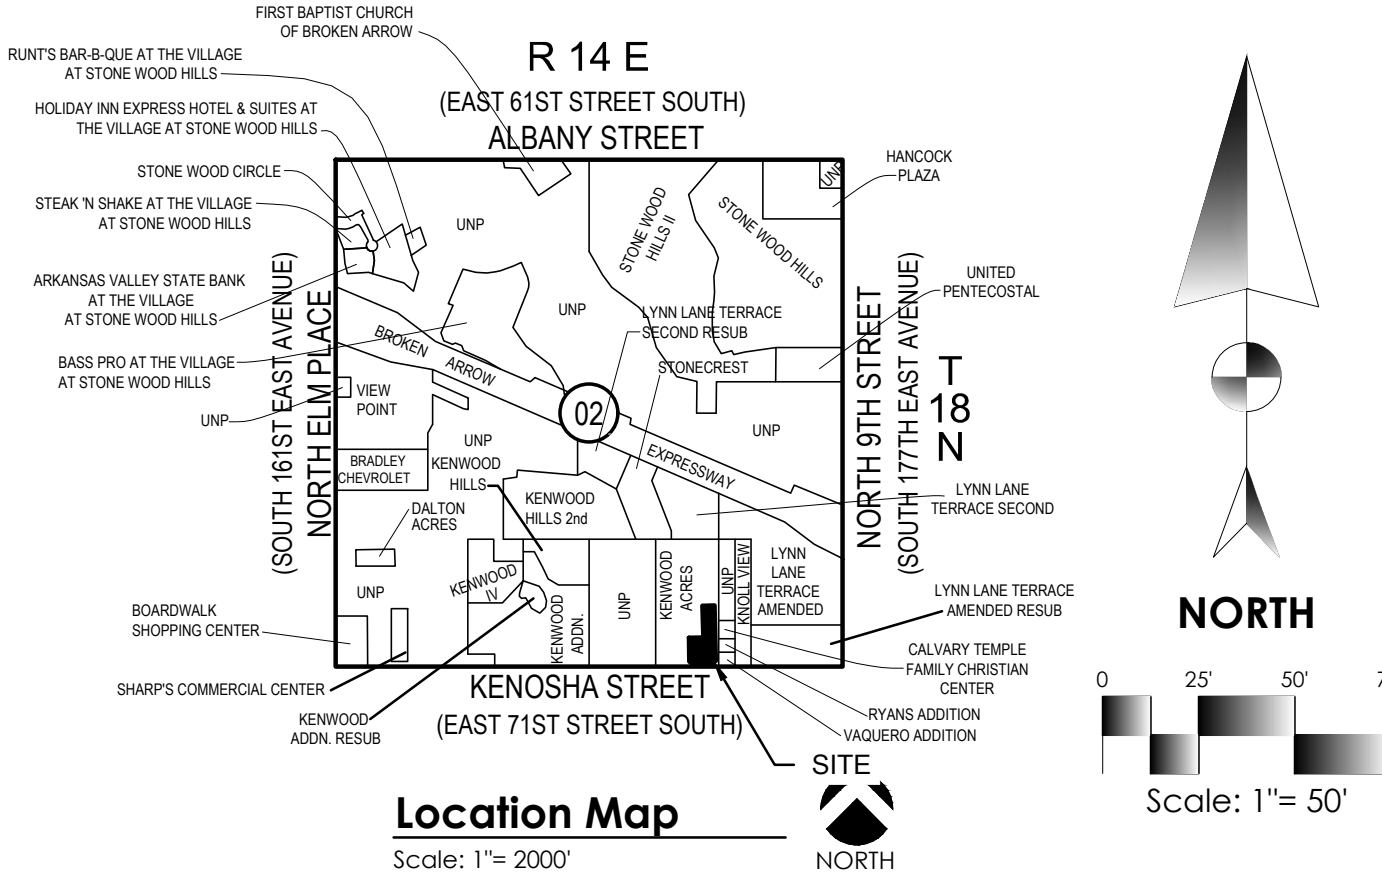 FIRST BAPTIST CHURCH
OF BROKEN ARROW
RUNT'S BAR-B-QUE AT THE VILLAGE
AT STONE WOOD HILLS
HOLIDAY INN EXPRESS HOTEL & SUITES AT
THE VILLAGE AT STONE WOOD HILLS
STONE WOOD CIRCLE
STEAK 'N SHAKE AT THE VILLAGE
AT STONE WOOD HILLS
ARKANSAS VALLEY STATE BANK
AT THE VILLAGE
AT STONE WOOD HILLS
BASS PRO AT THE VILLAGE
AT STONE WOOD HILLS
UNP
BOARDWALK
SHOPPING CENTER
SHARP'S COMMERCIAL CENTER
KENWOOD
ADDN. RESUB
R 14 E
(EAST 61ST STREET SOUTH)
ALBANY STREET
(SOUTH 161ST EAST AVENUE)
NORTH ELM PLACE
UNP
STONE WOOD
HILLS II
STONE WOOD HILLS
UNP
UNP
LYNN LANE TERRACE
SECOND RESUB
STONECREST
BROKEN
ARROW
EXPRESSWAY
02
VIEW
POINT
BRADLEY
CHEVROLET
UNP
KENWOOD
HILLS
KENWOOD
HILLS 2nd
UNP
DALTON
ACRES
UNP
KENWOOD
IV
KENWOOD
ADDN.
UNP
KENWOOD
ACRES
UNP
KNOLL VIEW
LYNN
LANE
TERRACE
AMENDED
HANCOCK
PLAZA
UNITED
PENTECOSTAL
NORTH 9TH STREET
(SOUTH 177TH EAST AVENUE)
T
18
N
LYNN LANE
TERRACE SECOND
LYNN LANE TERRACE
AMENDED RESUB
CALVARY TEMPLE
FAMILY CHRISTIAN
CENTER
RYANS ADDITION
VAQUERO ADDITION
KENOSHA STREET
(EAST 71ST STREET SOUTH)
SITE
Location Map
Scale: 1"= 2000'
NORTH
NORTH
0 25' 50'
Scale: 1"= 50'